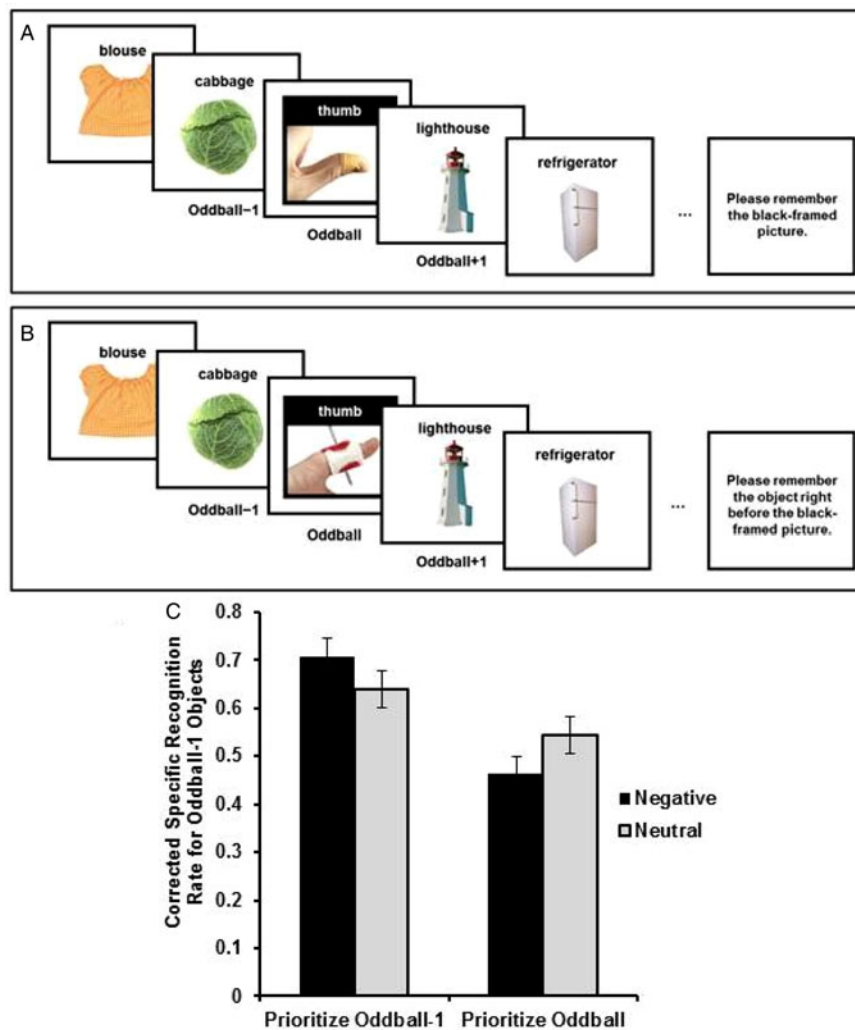 A
blouse
cabbage
Oddball−1
thumb
Oddball
lighthouse
Oddball+1
refrigerator
...
Please remember
the black-framed
picture.
B
blouse
cabbage
Oddball−1
thumb
Oddball
lighthouse
Oddball+1
refrigerator
...
Please remember
the object right
before the black-
framed picture.
C
Corrected Specific Recognition
Rate for Oddball-1 Objects
0.8
0.7
0.6
0.5
0.4
0.3
0.2
0.1
0
Negative
Neutral
Prioritize Oddball-1
Prioritize Oddball